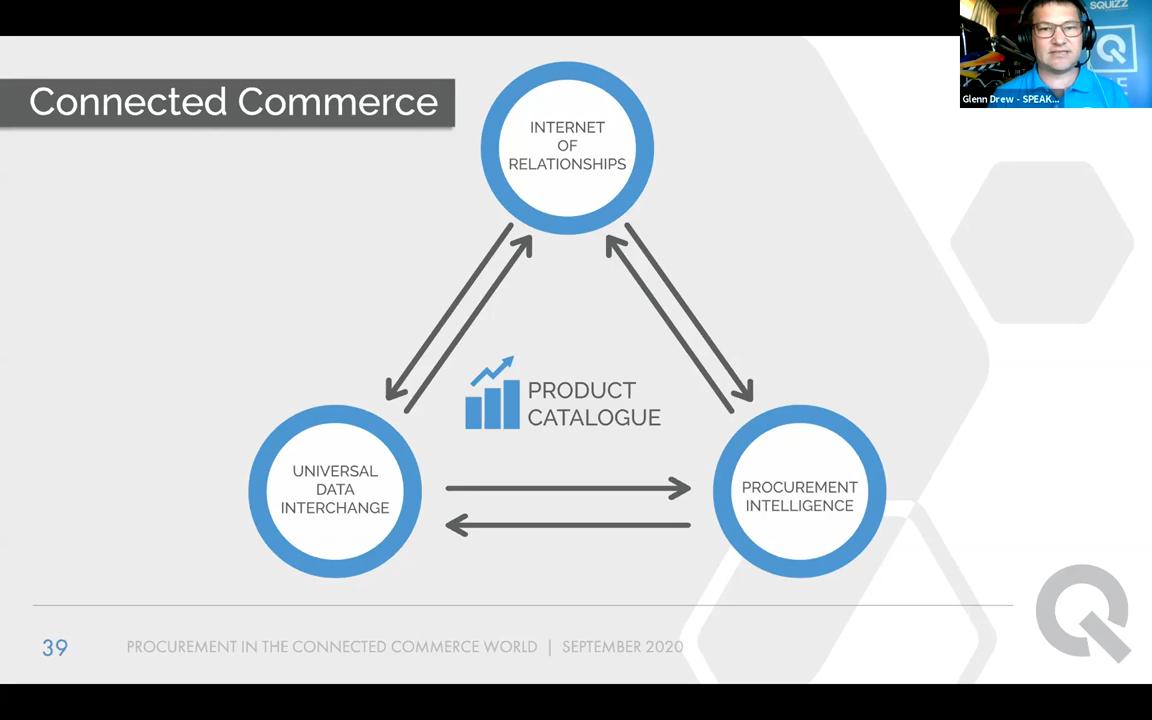 SQUIZZ
Glenn Drew - SPEAK...
Connected Commerce
INTERNET
OF
RELATIONSHIPS
PRODUCT
CATALOGUE
UNIVERSAL
DATA
INTERCHANGE
PROCUREMENT
INTELLIGENCE
39
PROCUREMENT IN THE CONNECTED COMMERCE WORLD | SEPTEMBER 2020